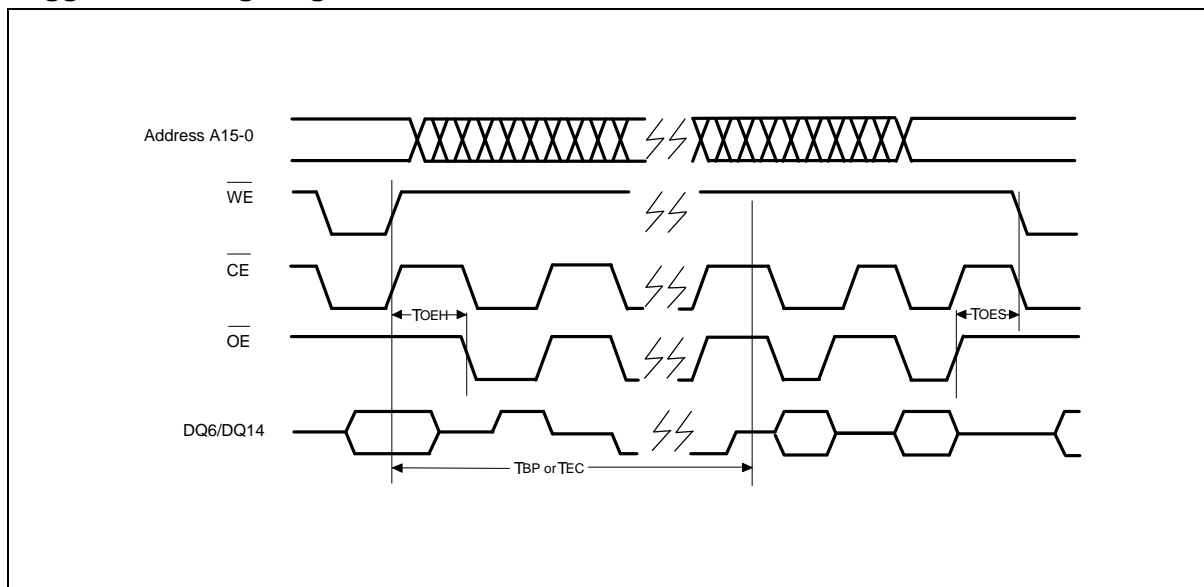 Address A15-0
WE
CE
TOEH
TOES
OE
DQ6/DQ14
TBP or TEC